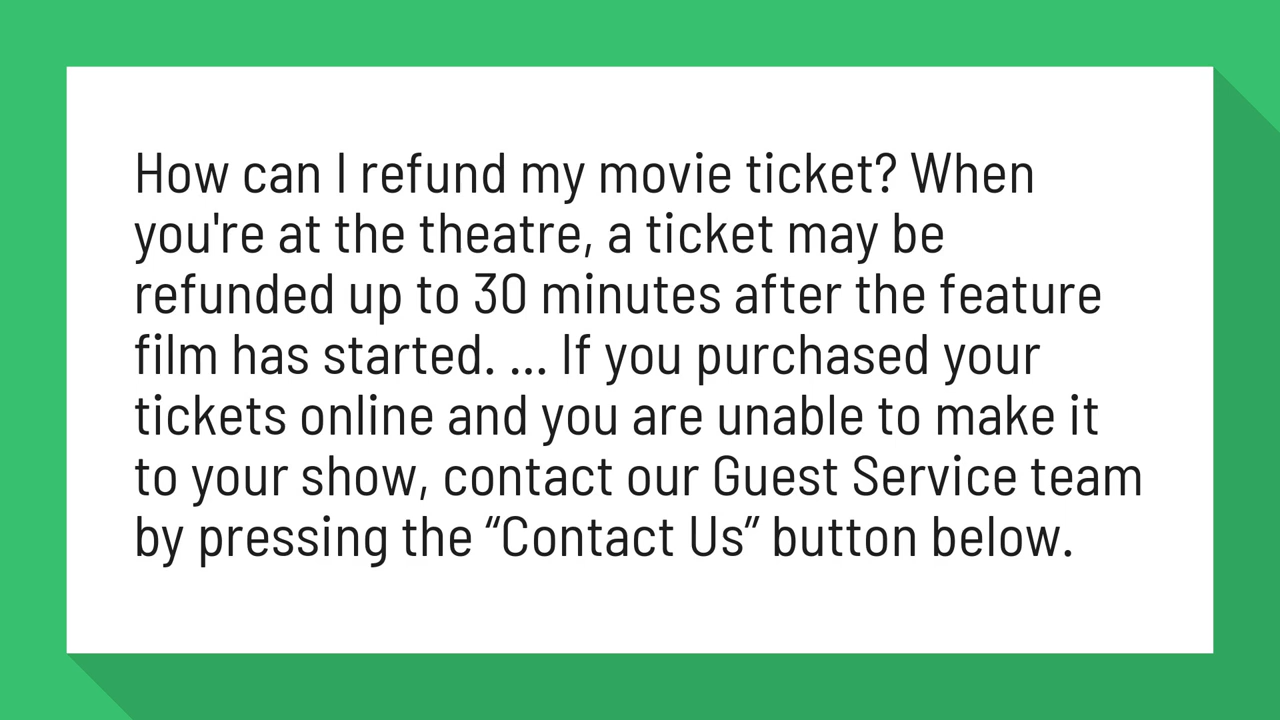 How can I refund my movie ticket? When
you're at the theatre, a ticket may be
refunded up to 30 minutes after the feature
film has started. ... If you purchased your
tickets online and you are unable to make it
to your show, contact our Guest Service team
by pressing the “Contact Us” button below.